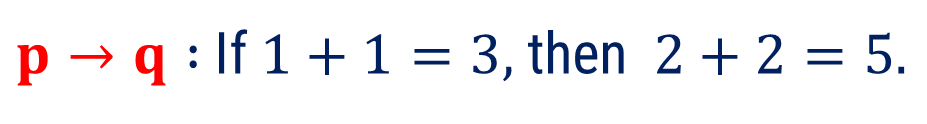 p → q : If 1 + 1 = 3, then 2 + 2 = 5.